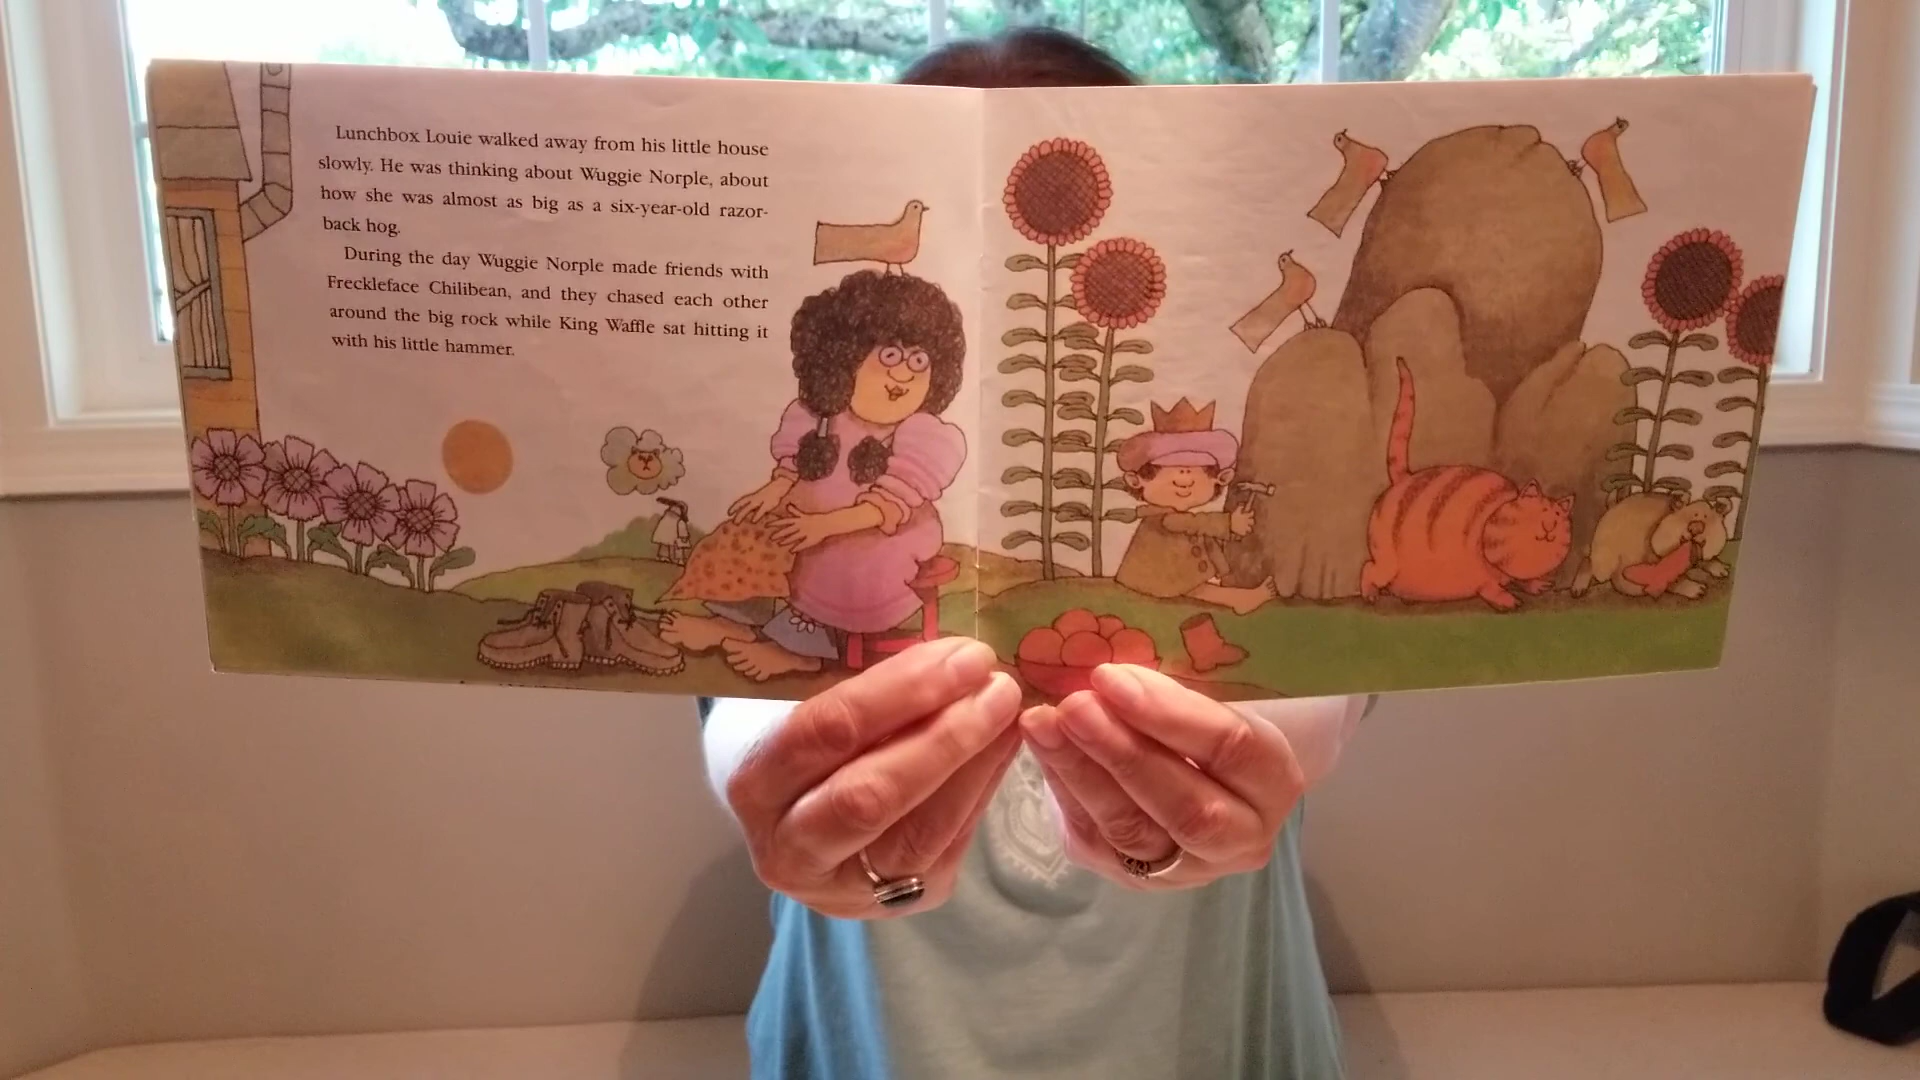 Lunchbox Louie walked away from his little house
slowly. He was thinking about Wuggie Norple, about
how she was almost as big as a six-year-old razor-
back hog.
During the day Wuggie Norple made friends with
Freckleface Chilibean, and they chased each other
around the big rock while King Waffle sat hitting it
with his little hammer.